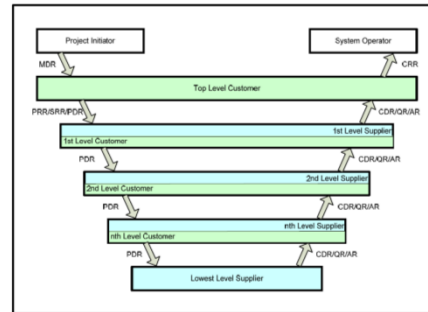 Project Initiator
System Operator
MDR
CRR
Top Level Customer
PRR/SRR/PDR
CDR/QR/AR
1st Level Supplier
1st Level Customer
PDR
CDR/QR/AR
2nd Level Supplier
2nd Level Customer
PDR
CDR/QR/AR
nth Level Supplier
nth Level Customer
PDR
CDR/QR/AR
Lowest Level Supplier